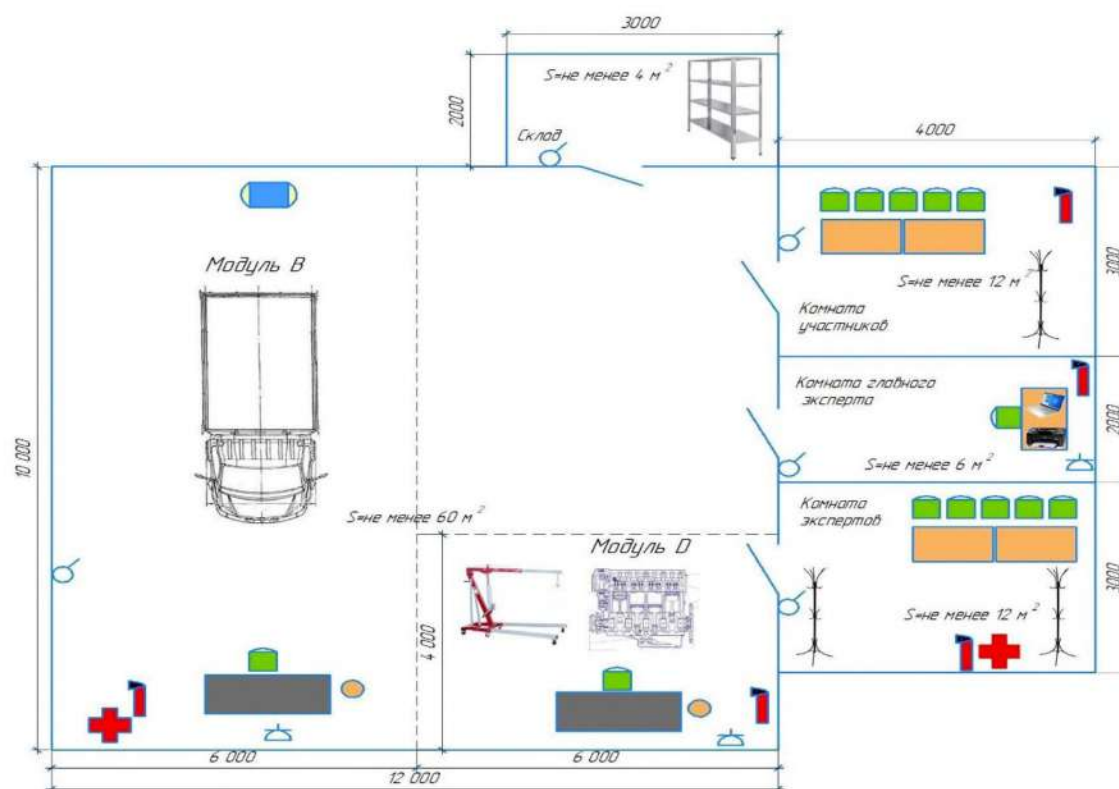 3000
S=не менее 4 м²
2000
Склад
4000
Модуль В
S=не менее 12 м²
3000
Комната
участников
Комната главного
эксперта
2000
10 000
S=не менее 6 м²
S=не менее 60 м²
Комната
экспертов
Модуль D
3000
S=не менее 12 м²
4 000
6 000
6 000
12 000